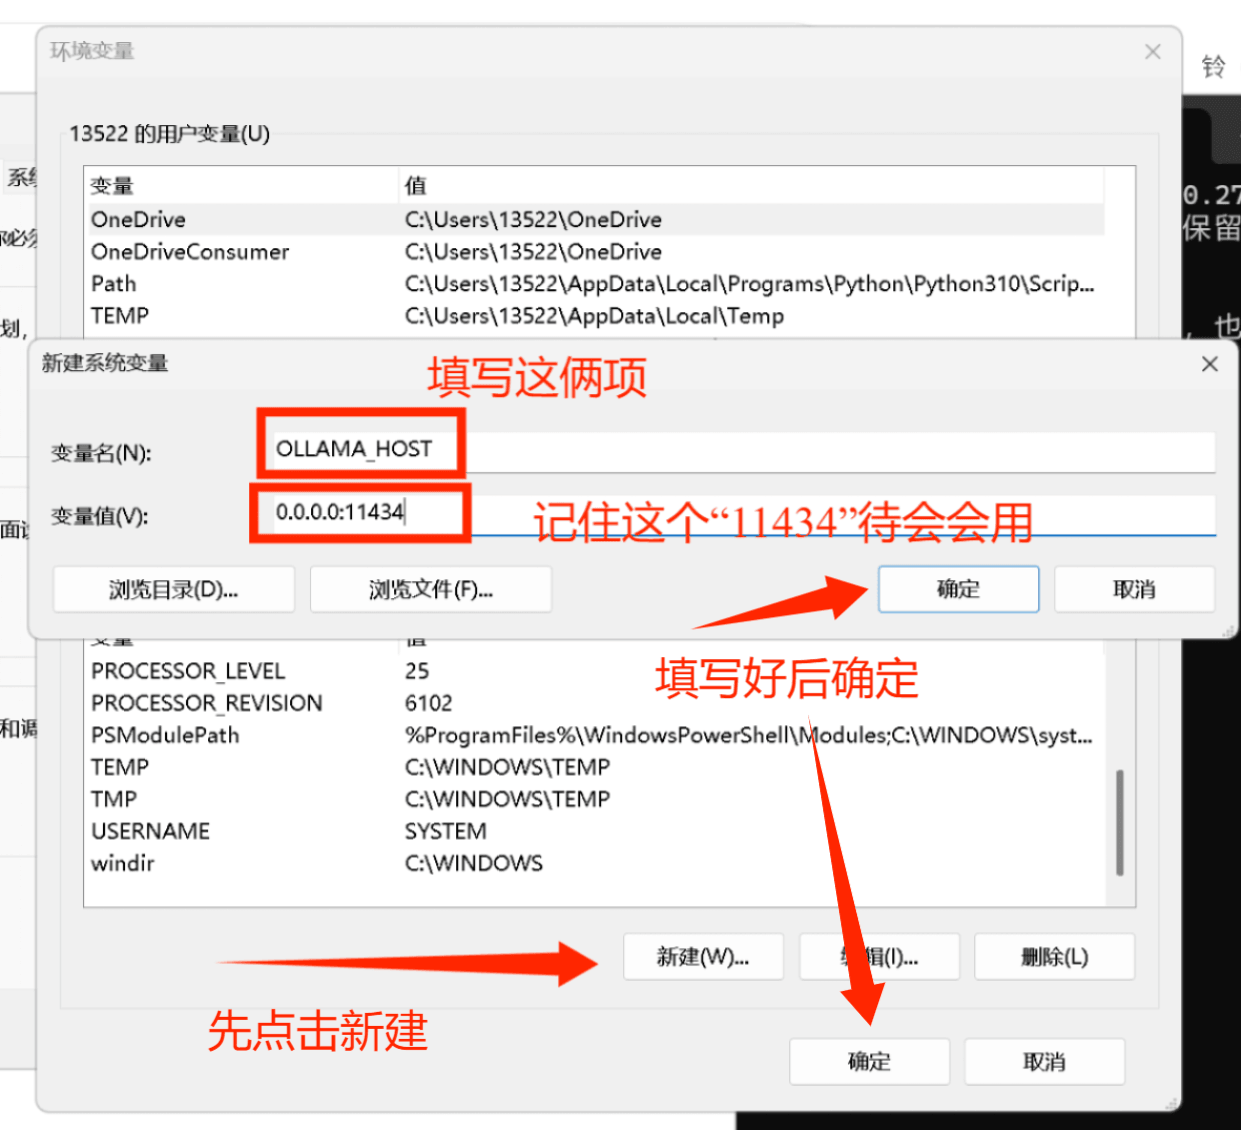 环境变量
铃
13522 的用户变量(U)
系统
变量 值
0.27
OneDrive C:\Users\13522\OneDrive
保留
你必须
OneDriveConsumer C:\Users\13522\OneDrive
Path C:\Users\13522\AppData\Local\Programs\Python\Python310\Scrip...
TEMP C:\Users\13522\AppData\Local\Temp
划,
,也
新建系统变量
填写这俩项
变量名(N): OLLAMA_HOST
变量值(V): 0.0.0.0:11434
记住这个“11434”待会会用
面
浏览目录(D)... 浏览文件(F)... 确定 取消
变量 值
填写好后确定
PROCESSOR_LEVEL 25
PROCESSOR_REVISION 6102
和调
PSModulePath %ProgramFiles%\WindowsPowerShell\Modules;C:\WINDOWS\syst...
TEMP C:\WINDOWS\TEMP
TMP C:\WINDOWS\TEMP
USERNAME SYSTEM
windir C:\WINDOWS
新建(W)... 编辑(I)... 删除(L)
先点击新建
确定 取消